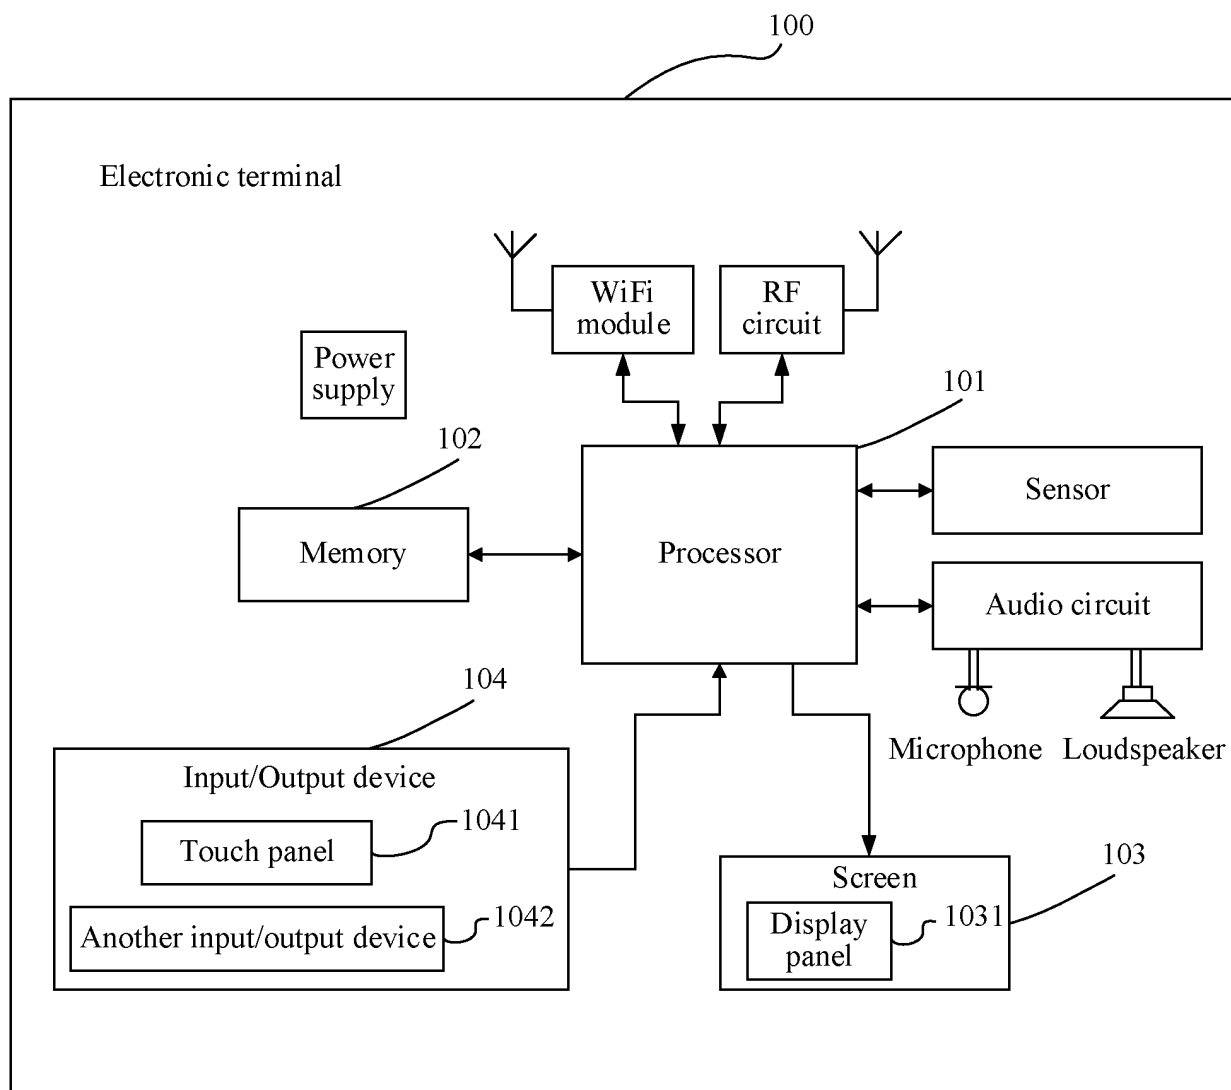 100
Electronic terminal
WiFi
module
RF
circuit
Power
supply
101
102
Sensor
Memory
Processor
Audio circuit
104
Microphone
Loudspeaker
Input/Output device
1041
Touch panel
103
Screen
1042
1031
Another input/output device
Display
panel